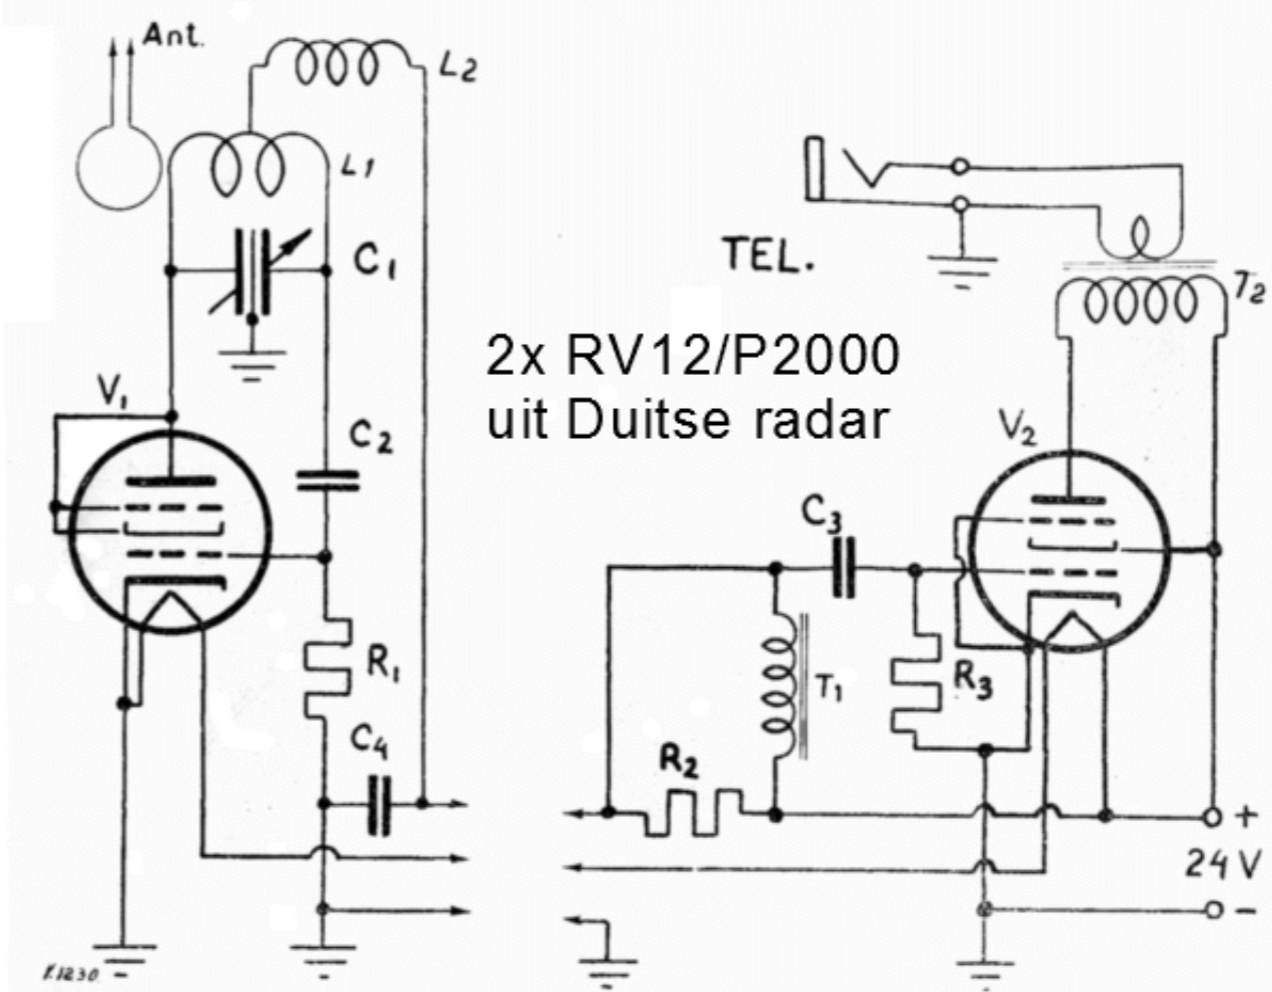 Ant.
L2
L1
C1
TEL.
T2
2x RV12/P2000
uit Duitse radar
V1
C2
V2
C3
R1
T1
R3
C4
R2
+
24 V
-